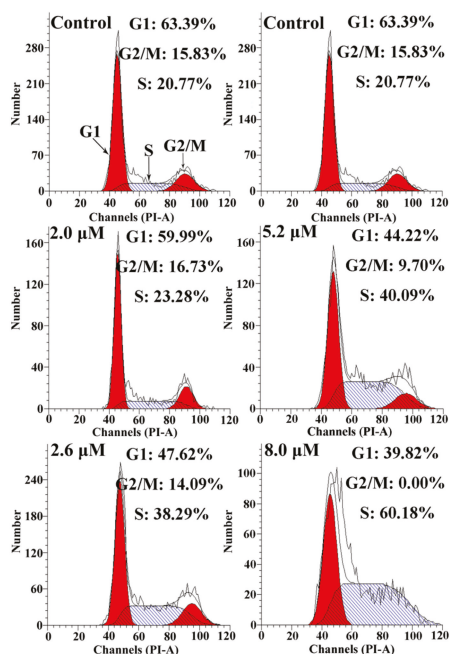 Control
G1: 63.39%
G2/M: 15.83%
S: 20.77%
G1
S
G2/M
Number
280
210
140
70
0
0 20 40 60 80 100 120
Channels (PI-A)
Control
G1: 63.39%
G2/M: 15.83%
S: 20.77%
Number
280
210
140
70
0
0 20 40 60 80 100 120
Channels (PI-A)
2.0 μM
G1: 59.99%
G2/M: 16.73%
S: 23.28%
Number
160
120
80
40
0
0 20 40 60 80 100 120
Channels (PI-A)
5.2 μM
G1: 44.22%
G2/M: 9.70%
S: 40.09%
Number
160
120
80
40
0
0 20 40 60 80 100 120
Channels (PI-A)
2.6 μM
G1: 47.62%
G2/M: 14.09%
S: 38.29%
Number
240
180
120
60
0
0 20 40 60 80 100 120
Channels (PI-A)
8.0 μM
G1: 39.82%
G2/M: 0.00%
S: 60.18%
Number
100
80
60
40
20
0
0 20 40 60 80 100 120
Channels (PI-A)